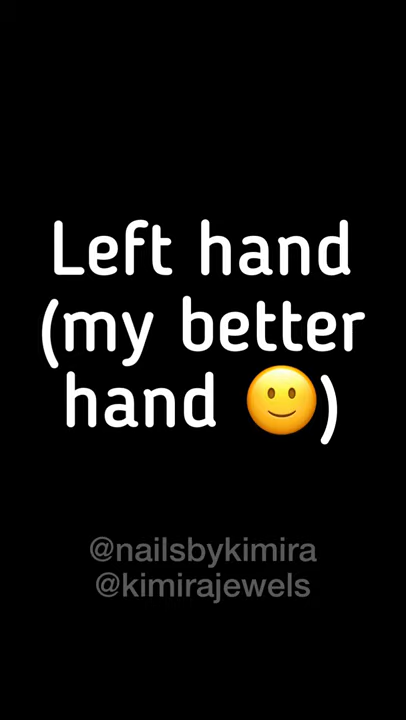 Left hand
(my better
hand 🙂)
@nailsbykimira
@kimirajewels